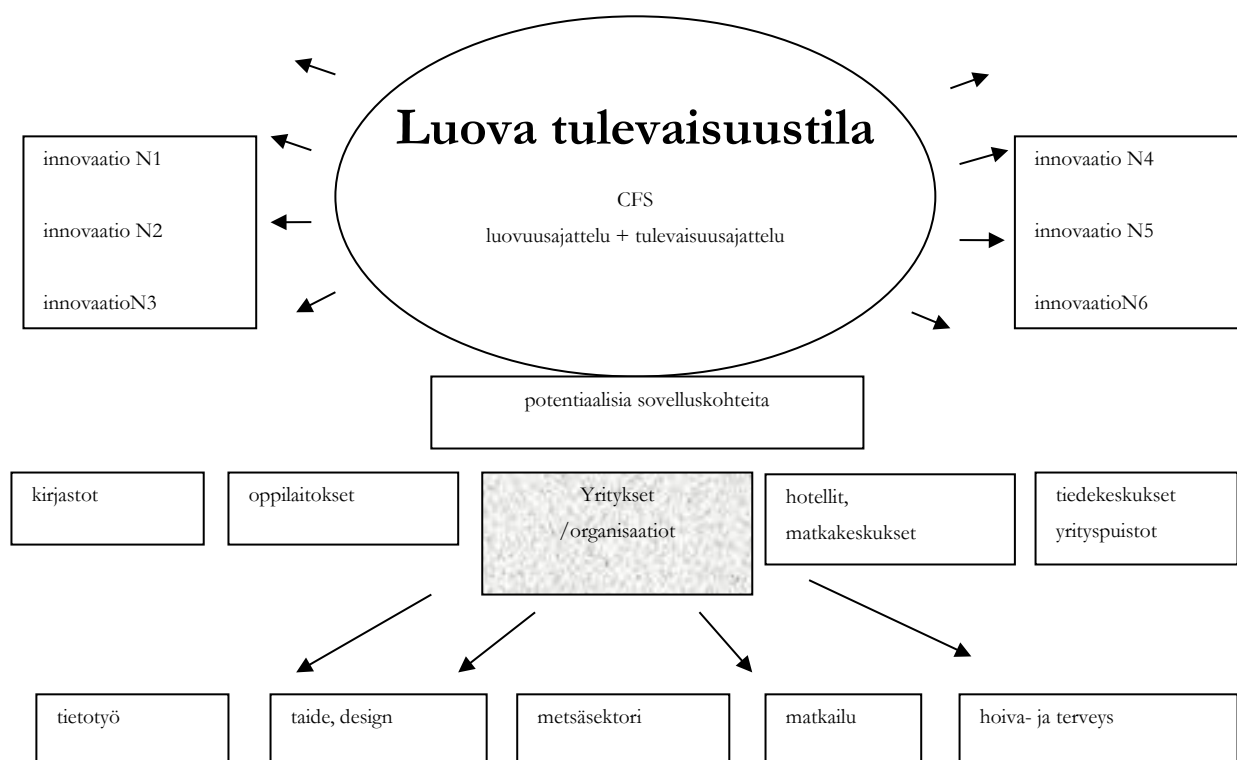 Luova tulevaisuustila
CFS
luovuusajattelu + tulevaisuusajattelu
innovaatio N1
innovaatio N2
innovaatioN3
innovaatio N4
innovaatio N5
innovaatioN6
potentiaalisia sovelluskohteita
kirjastot
oppilaitokset
Yritykset
/organisaatiot
hotellit,
matkakeskukset
tiedekeskukset
yrityspuistot
tietotyö
taide, design
metsäsektori
matkailu
hoiva- ja terveys